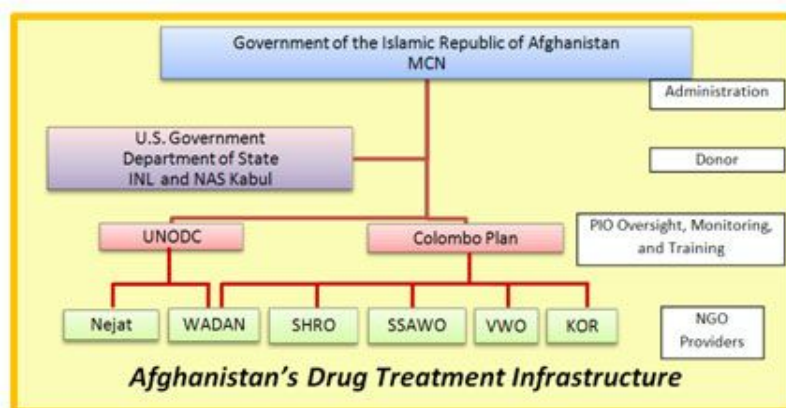 Government of the Islamic Republic of Afghanistan
MCN
Administration
U.S. Government
Department of State
INL and NAS Kabul
Donor
UNODC
Colombo Plan
PIO Oversight, Monitoring,
and Training
Nejat
WADAN
SHRO
SSAWO
VWO
KOR
NGO
Providers
Afghanistan's Drug Treatment Infrastructure